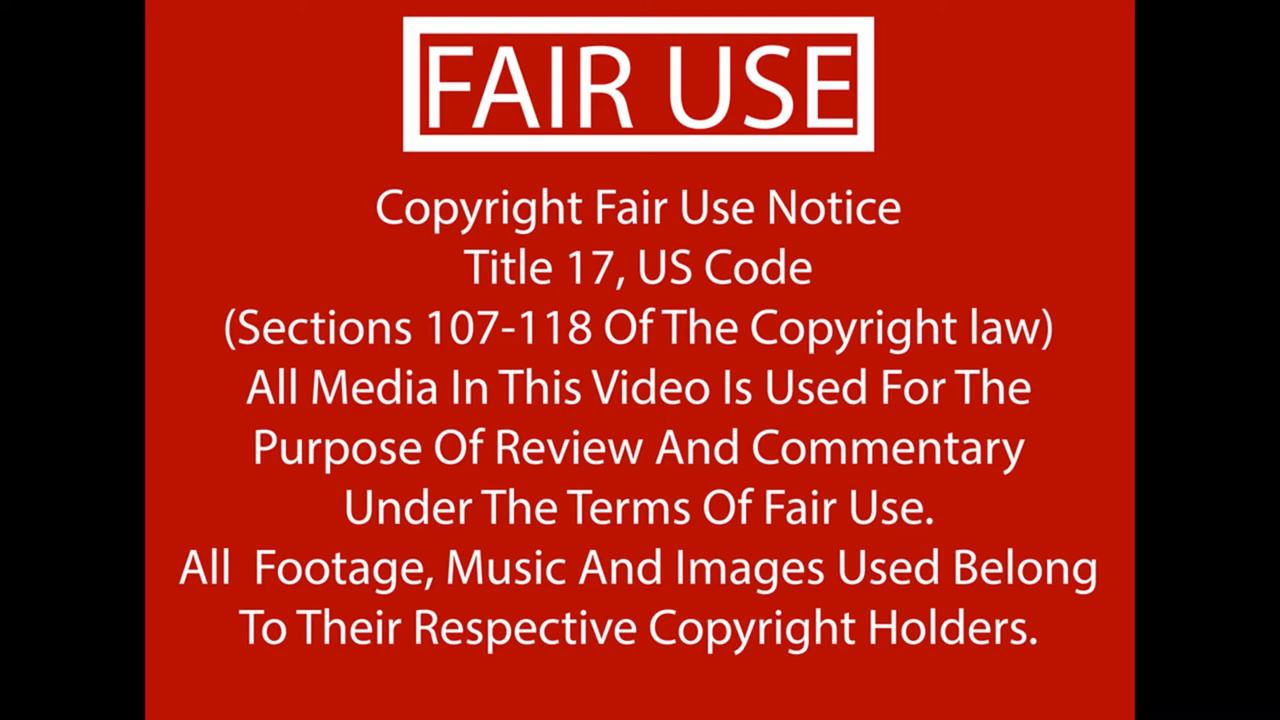 FAIR USE
Copyright Fair Use Notice
Title 17, US Code
(Sections 107-118 Of The Copyright law)
All Media In This Video Is Used For The
Purpose Of Review And Commentary
Under The Terms Of Fair Use.
All Footage, Music And Images Used Belong
To Their Respective Copyright Holders.